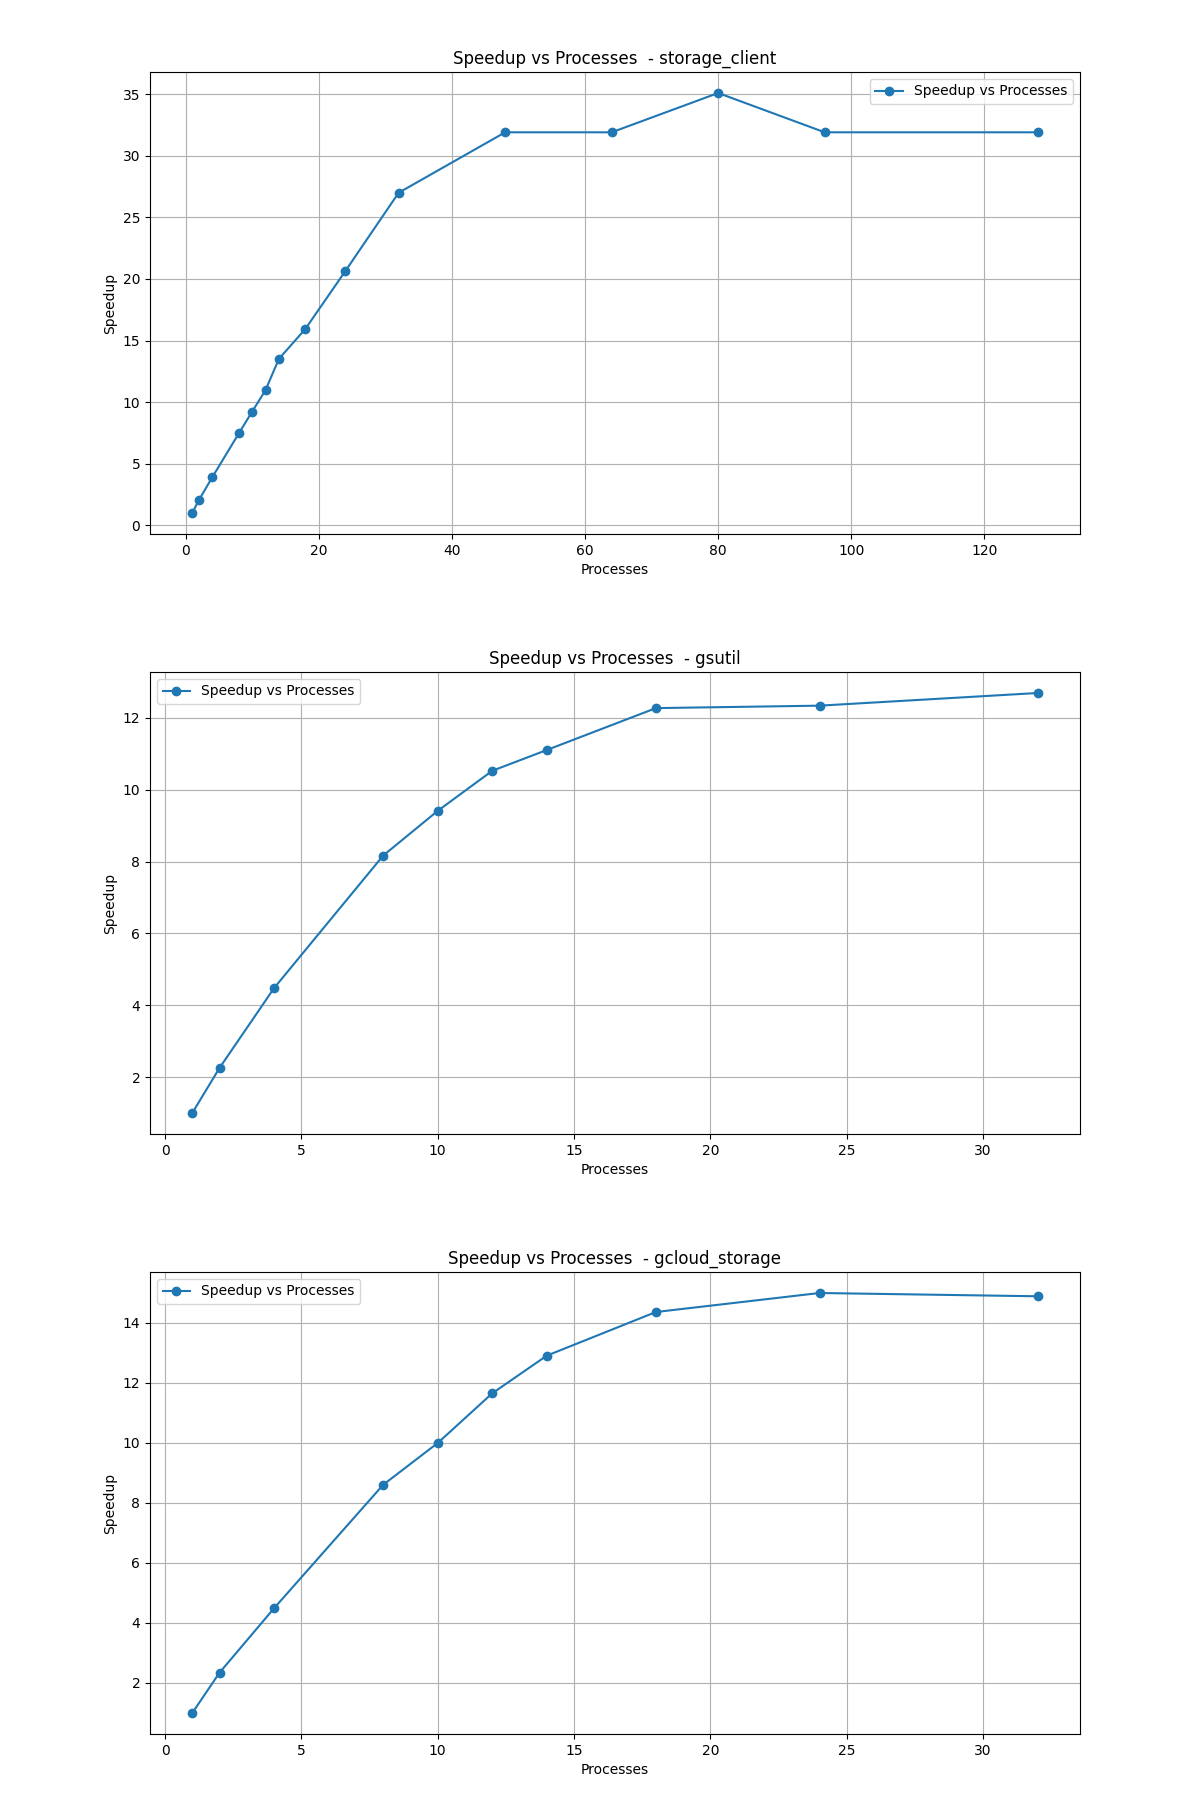 Speedup vs Processes  - storage_client
Speedup vs Processes
35
30
25
20
15
10
5
0
Speedup
0 20 40 60 80 100 120
Processes
Speedup vs Processes  - gsutil
Speedup vs Processes
12
10
8
6
4
2
Speedup
0 5 10 15 20 25 30
Processes
Speedup vs Processes  - gcloud_storage
Speedup vs Processes
14
12
10
8
6
4
2
Speedup
0 5 10 15 20 25 30
Processes